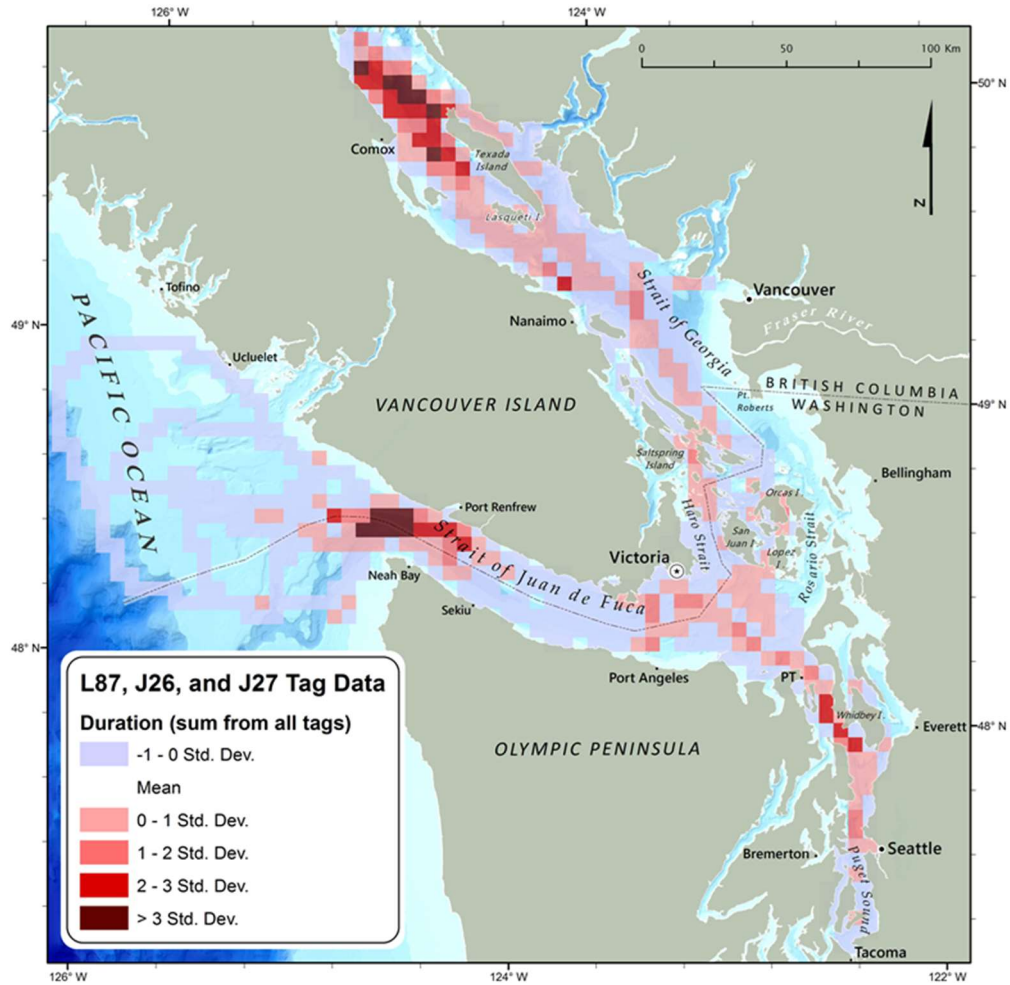 126° W
124° W
0 50 100 Km
50° N
N
Comox
Texada
Island
Lasqueti I.
Tofino
Strait of Georgia
Vancouver
Fraser River
49° N
Nanaimo
Ucluelet
PACIFIC OCEAN
BRITISH COLUMBIA
WASHINGTON
49° N
Pt.
Roberts
VANCOUVER ISLAND
Saltspring
Island
Bellingham
Orcas I.
Port Renfrew
Haro Strait
San
Juan I.
Lopez
I.
Rosario Strait
Strait of Juan de Fuca
Victoria
Neah Bay
Sekiu
48° N
Port Angeles
PT
Whidbey I.
Everett
48° N
OLYMPIC PENINSULA
L87, J26, and J27 Tag Data
Duration (sum from all tags)
-1 - 0 Std. Dev.
Mean
0 - 1 Std. Dev.
1 - 2 Std. Dev.
2 - 3 Std. Dev.
> 3 Std. Dev.
Bremerton
Seattle
Puget Sound
Tacoma
126° W
124° W
122° W